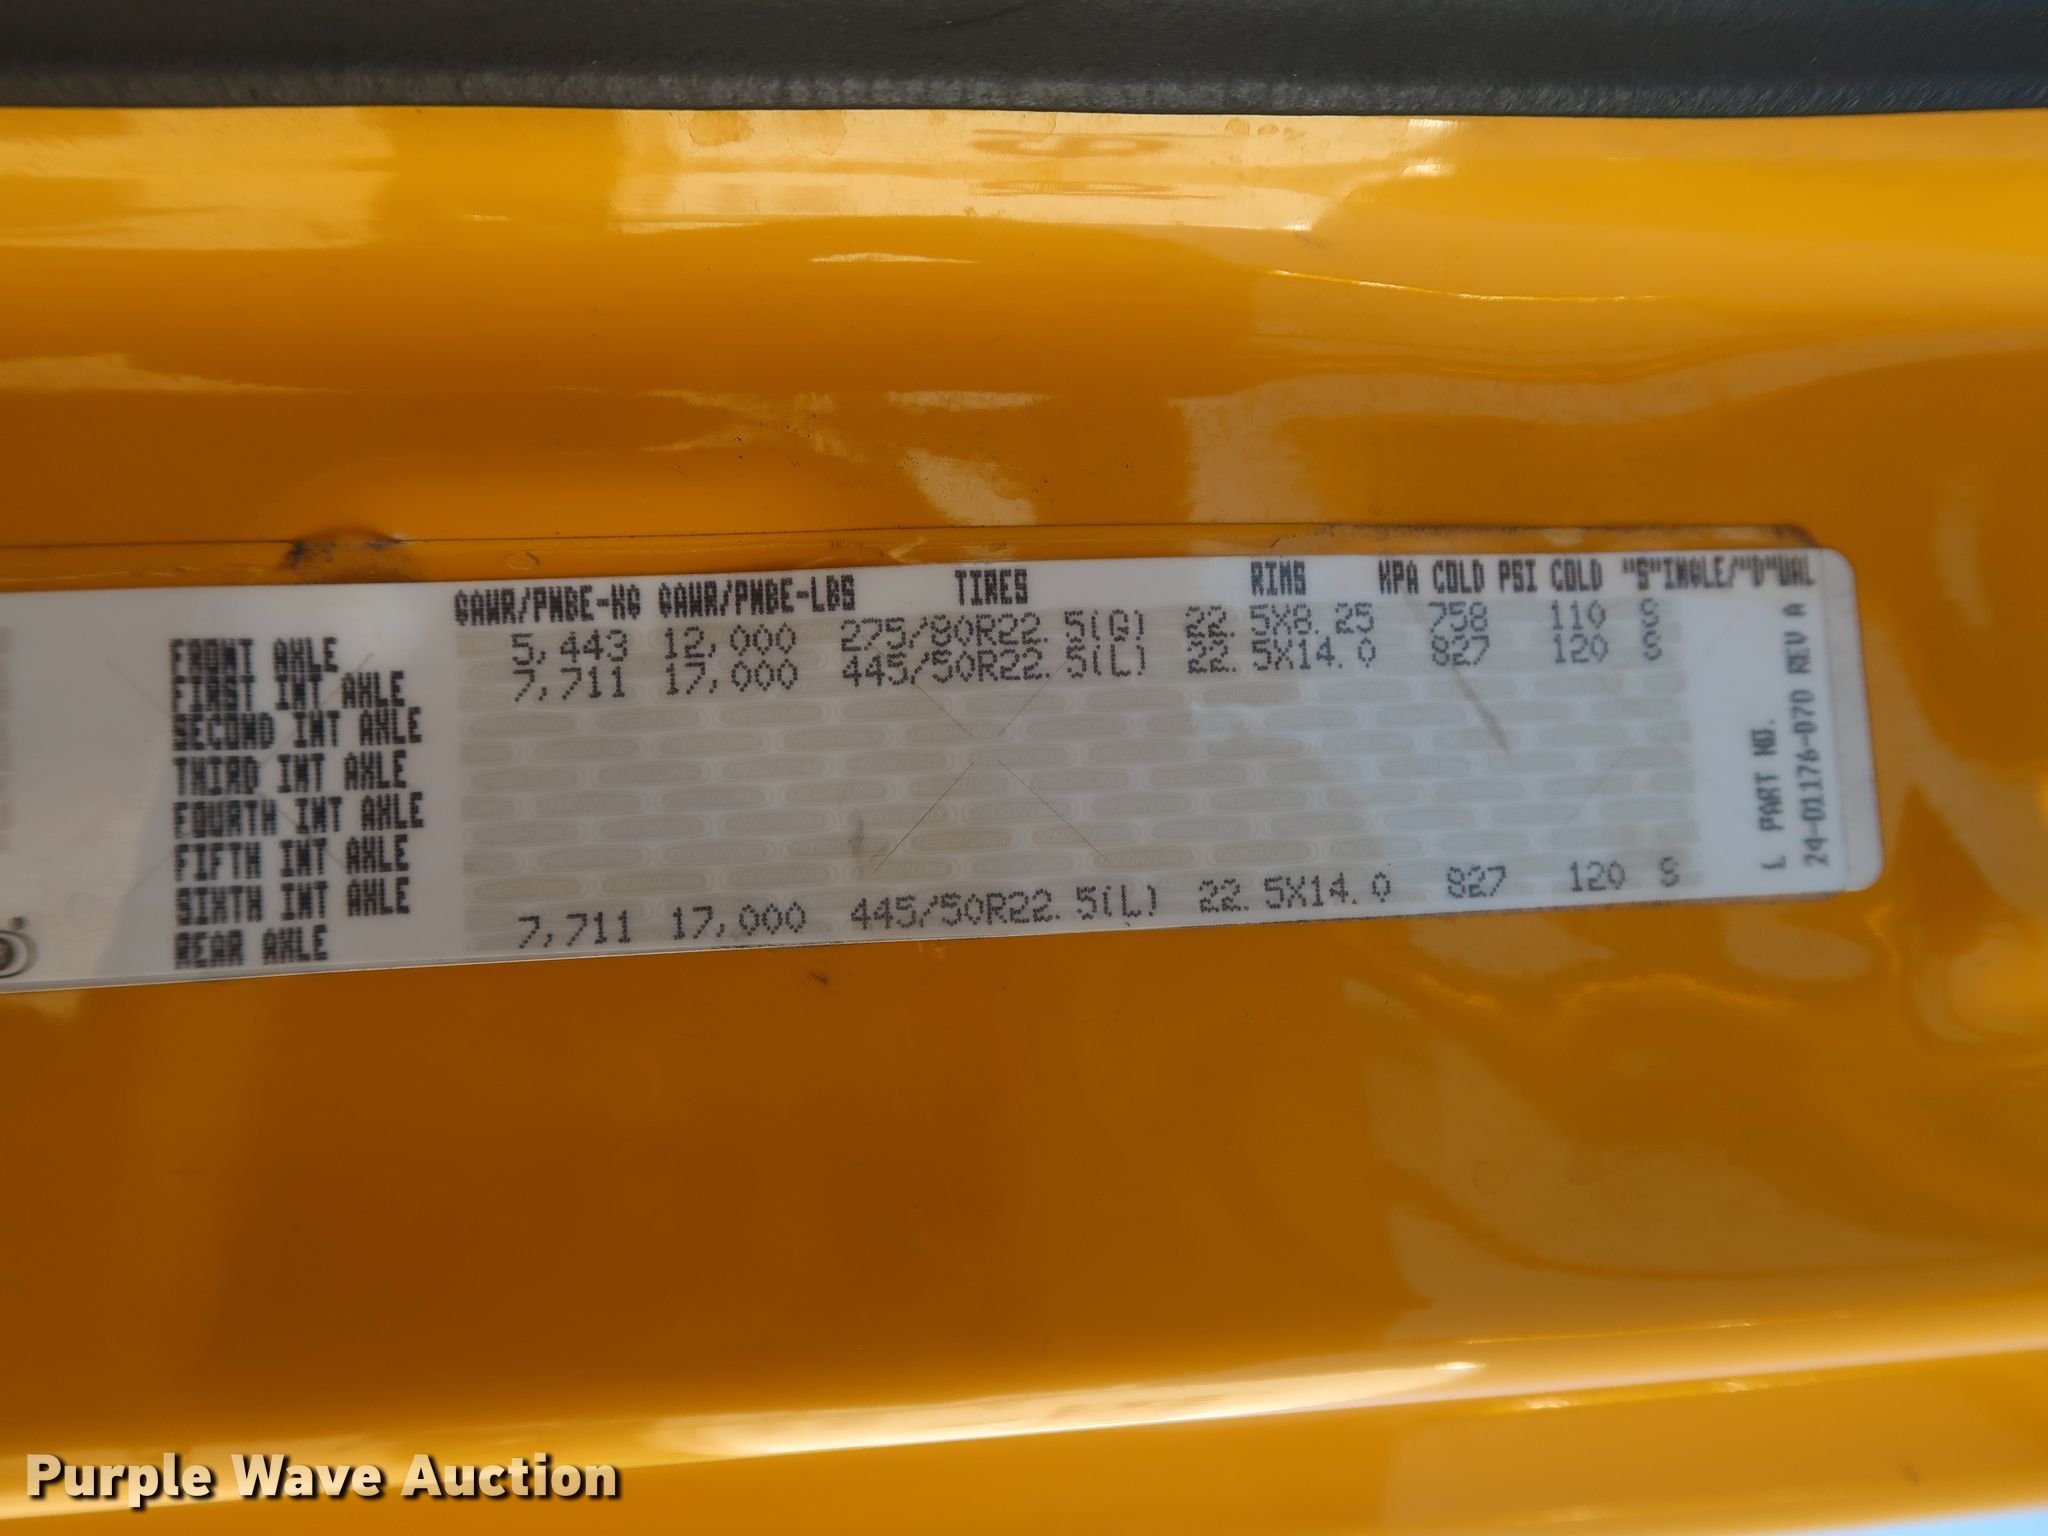 GAWR/PNBE-KG GAWR/PNBE-LBS TIRES RIMS KPA COLD PSI COLD "S"INGLE/"D"UAL
FRONT AXLE 5,443 12,000 275/80R22.5(G) 22.5X8.25 758 110 S
FIRST INT AXLE 7,711 17,000 445/50R22.5(L) 22.5X14.0 827 120 S
SECOND INT AXLE
THIRD INT AXLE
FOURTH INT AXLE
FIFTH INT AXLE
SIXTH INT AXLE
REAR AXLE 7,711 17,000 445/50R22.5(L) 22.5X14.0 827 120 S
L PART NO.
24-01176-070 REV A
Purple Wave Auction